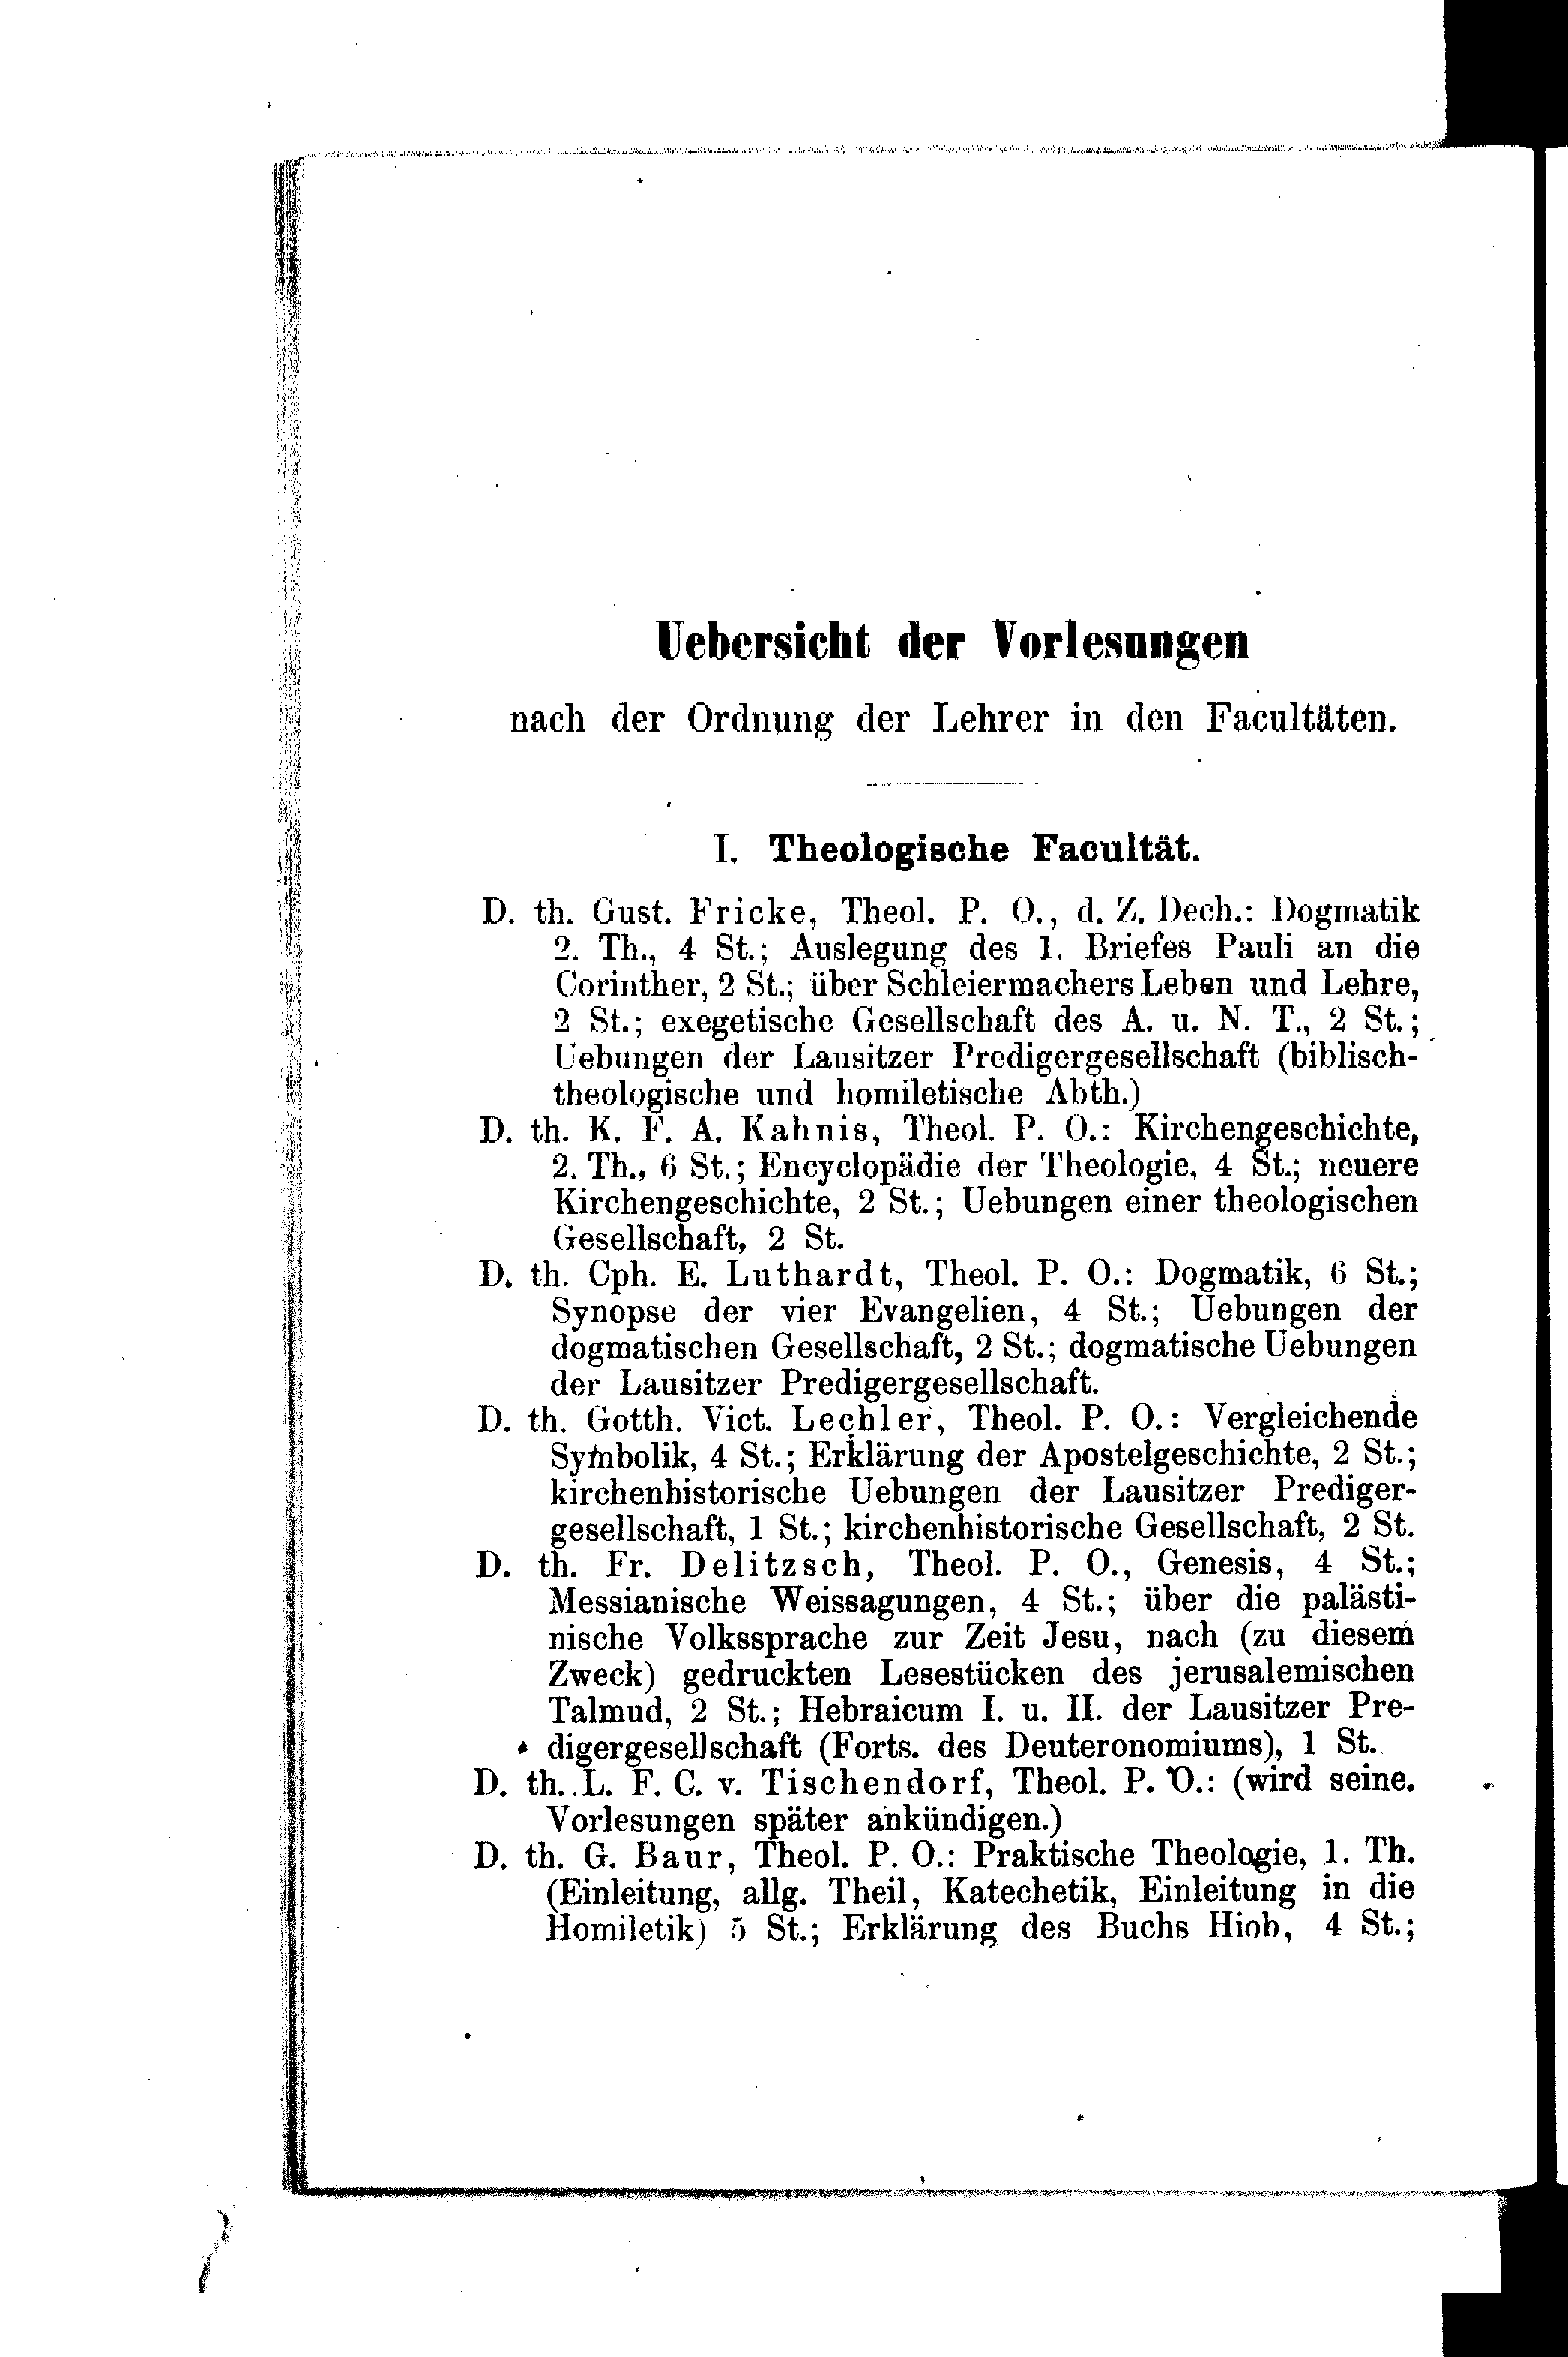 Uebersicht der Vorlesungen
nach der Ordnung der Lehrer in den Facultäten.
I. Theologische Facultät.
D. th. Gust. Fricke, Theol. P. O., d. Z. Dech.: Dogmatik
2. Th., 4 St.; Auslegung des 1. Briefes Pauli an die
Corinther, 2 St.; über Schleiermachers Leben und Lehre,
2 St.; exegetische Gesellschaft des A. u. N. T., 2 St.;
Uebungen der Lausitzer Predigergesellschaft (biblisch-
theologische und homiletische Abth.)
D. th. K. F. A. Kahnis, Theol. P. O.: Kirchengeschichte,
2. Th., 6 St.; Encyclopädie der Theologie, 4 St.; neuere
Kirchengeschichte, 2 St.; Uebungen einer theologischen
Gesellschaft, 2 St.
D. th. Cph. E. Luthardt, Theol. P. O.: Dogmatik, 6 St.;
Synopse der vier Evangelien, 4 St.; Uebungen der
dogmatischen Gesellschaft, 2 St.; dogmatische Uebungen
der Lausitzer Predigergesellschaft.
D. th. Gotth. Vict. Lechler, Theol. P. O.: Vergleichende
Symbolik, 4 St.; Erklärung der Apostelgeschichte, 2 St.;
kirchenhistorische Uebungen der Lausitzer Prediger-
gesellschaft, 1 St.; kirchenhistorische Gesellschaft, 2 St.
D. th. Fr. Delitzsch, Theol. P. O., Genesis, 4 St.;
Messianische Weissagungen, 4 St.; über die palästi-
nische Volkssprache zur Zeit Jesu, nach (zu diesem
Zweck) gedruckten Lesestücken des jerusalemischen
Talmud, 2 St.; Hebraicum I. u. II. der Lausitzer Pre-
digergesellschaft (Forts. des Deuteronomiums), 1 St.
D. th. L. F. C. v. Tischendorf, Theol. P. O.: (wird seine
Vorlesungen später ankündigen.)
D. th. G. Baur, Theol. P. O.: Praktische Theologie, 1. Th.
(Einleitung, allg. Theil, Katechetik, Einleitung in die
Homiletik) 5 St.; Erklärung des Buchs Hiob, 4 St.;